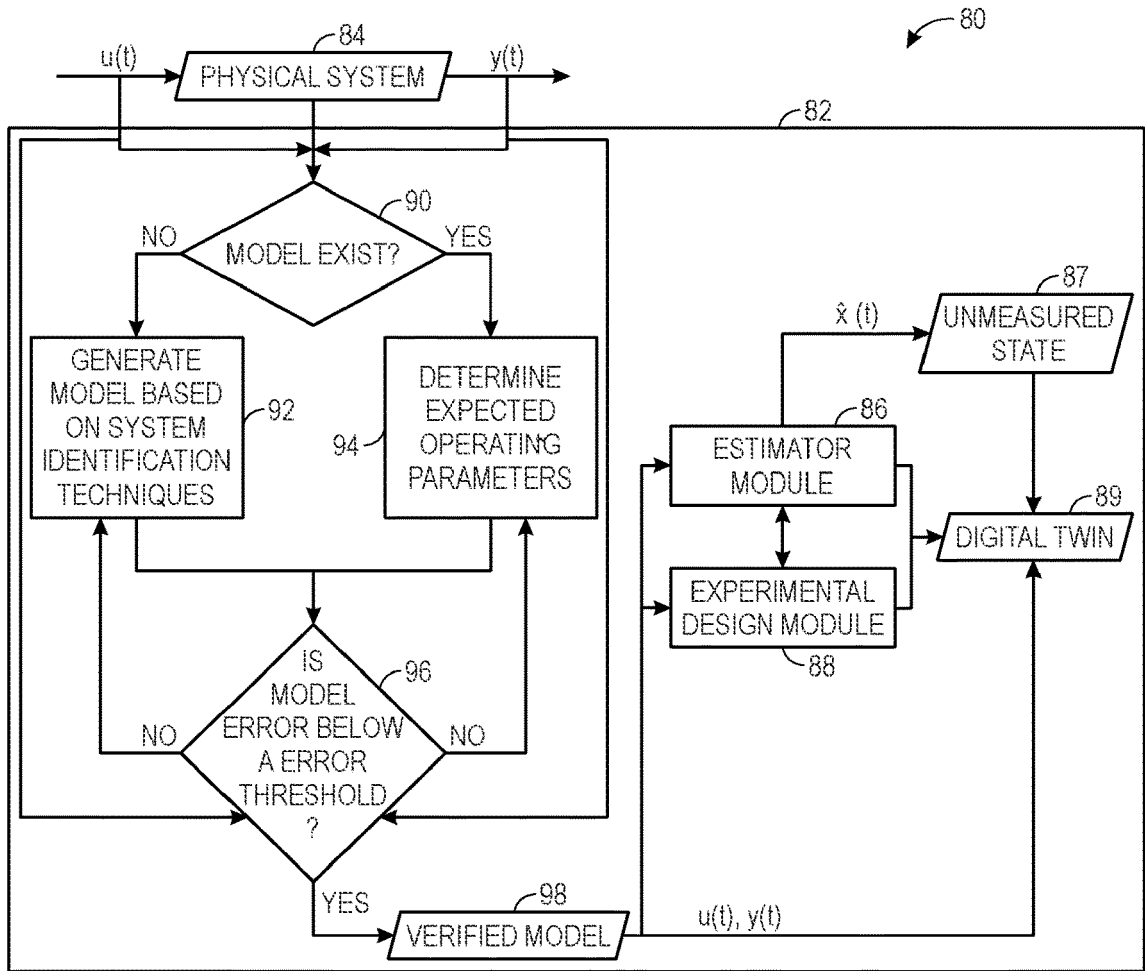 80
84
u(t)
PHYSICAL SYSTEM
y(t)
82
90
NO
MODEL EXIST?
YES
GENERATE
MODEL BASED
ON SYSTEM
IDENTIFICATION
TECHNIQUES
92
DETERMINE
EXPECTED
OPERATING
PARAMETERS
94
IS
MODEL
ERROR BELOW
A ERROR
THRESHOLD
?
96
NO
NO
YES
98
VERIFIED MODEL
u(t), y(t)
x̂ (t)
87
UNMEASURED
STATE
86
ESTIMATOR
MODULE
89
DIGITAL TWIN
EXPERIMENTAL
DESIGN MODULE
88